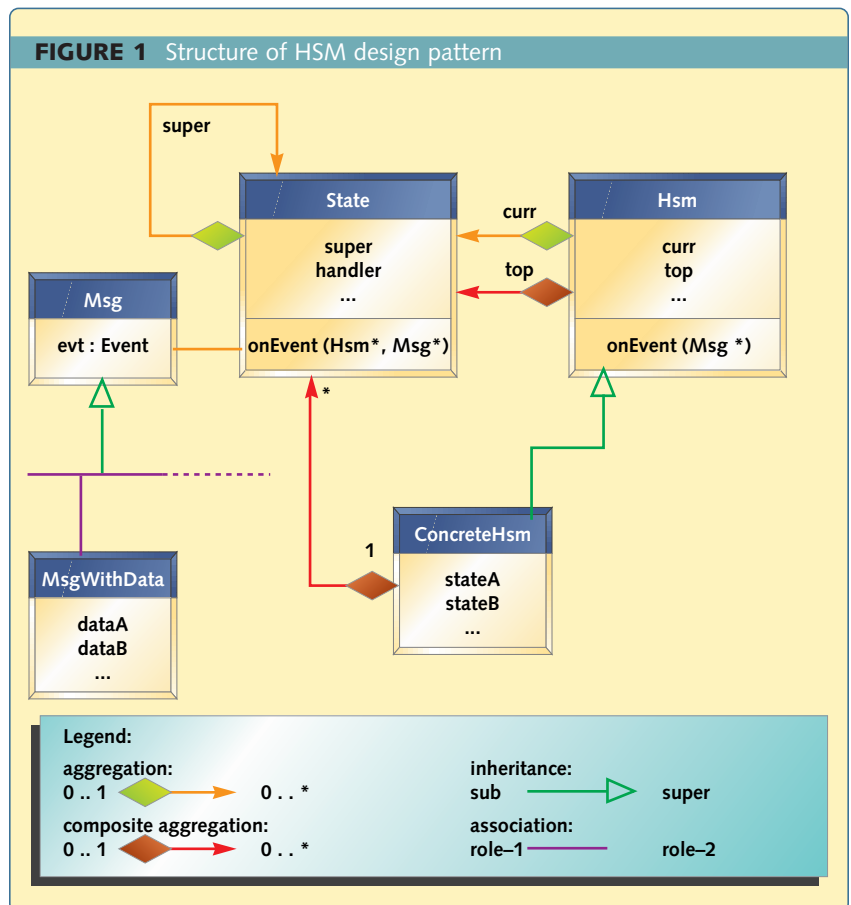 FIGURE 1 Structure of HSM design pattern
super
State
super
handler
...
onEvent (Hsm*, Msg*)
curr
top
Hsm
curr
top
...
onEvent (Msg *)
Msg
evt : Event
*
1
ConcreteHsm
stateA
stateB
...
MsgWithData
dataA
dataB
...
Legend:
aggregation:
0 .. 1 0 . . *
composite aggregation:
0 .. 1 0 . . *
inheritance:
sub super
association:
role–1 role–2